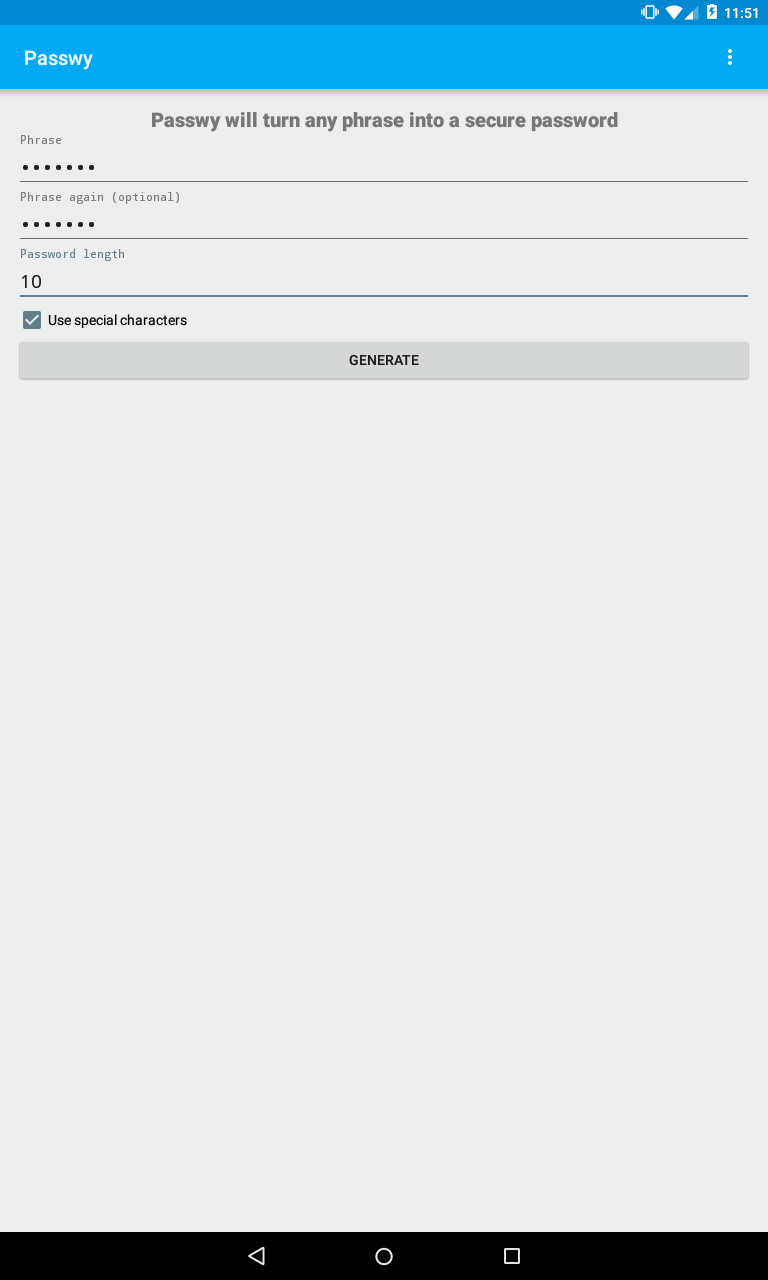 11:51
Passwy
Passwy will turn any phrase into a secure password
Phrase
•••••••
Phrase again (optional)
•••••••
Password length
10
Use special characters
GENERATE